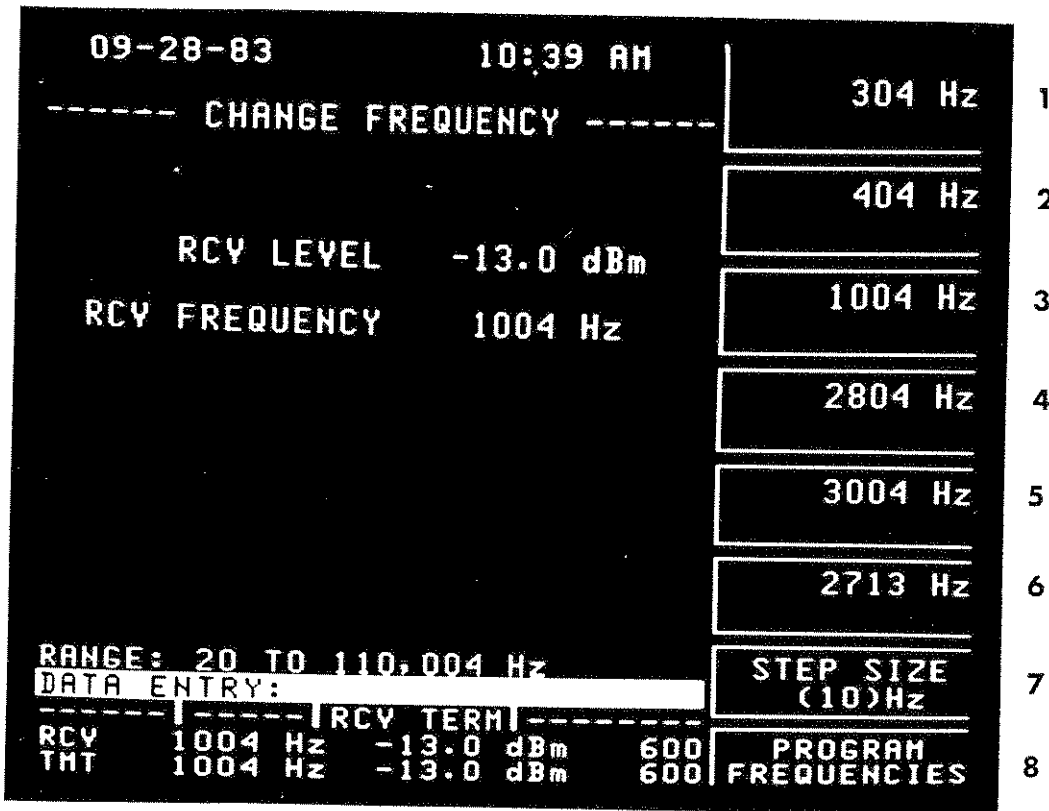 09-28-83 10:39 AM
------ CHANGE FREQUENCY ------
RCV LEVEL -13.0 dBm
RCV FREQUENCY 1004 Hz
RANGE: 20 TO 110,004 Hz
DATA ENTRY:
------ ----- RCV TERM --------
RCV 1004 Hz -13.0 dBm 600
TMT 1004 Hz -13.0 dBm 600
304 Hz 1
404 Hz 2
1004 Hz 3
2804 Hz 4
3004 Hz 5
2713 Hz 6
STEP SIZE
(10)Hz 7
PROGRAM
FREQUENCIES 8